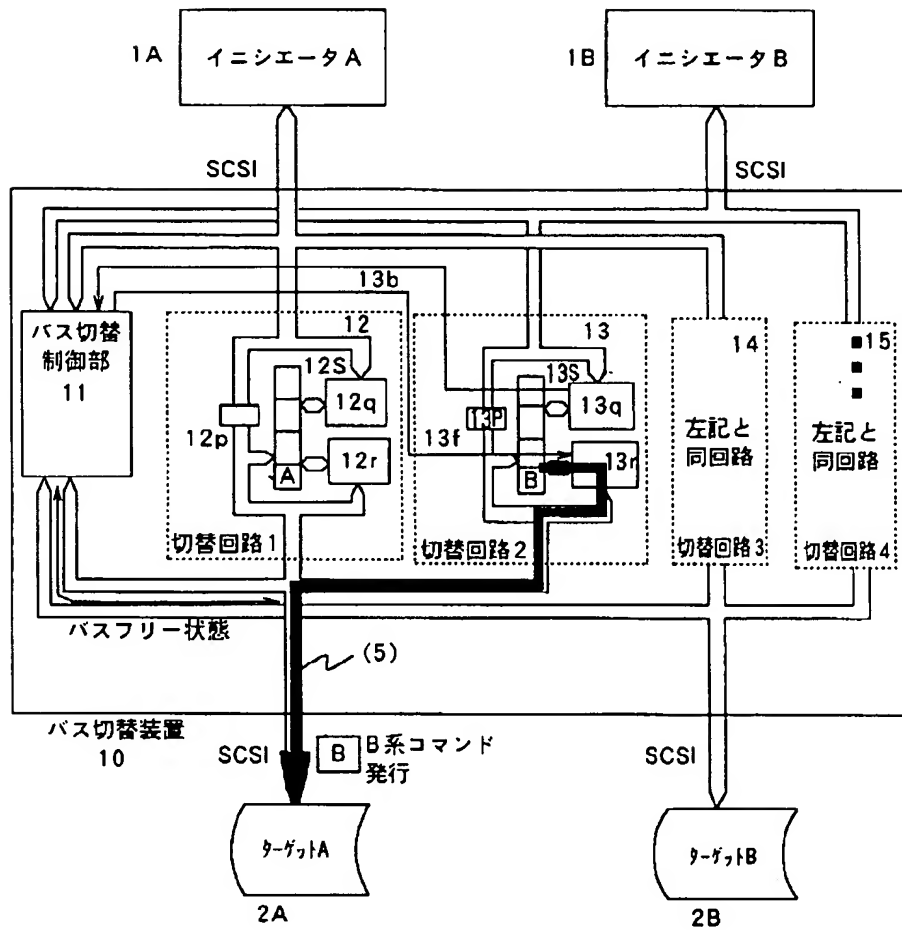 1A
イニシエータA
1B
イニシエータB
SCSI
SCSI
13b
バス切替
制御部
11
12
12S
12q
12p
12r
A
切替回路1
13
13S
13q
13P
13f
13r
B
切替回路2
14
左記と
同回路
切替回路3
15
左記と
同回路
切替回路4
バスフリー状態
(5)
バス切替装置
10
SCSI
B
B系コマンド
発行
SCSI
ターゲットA
2A
ターゲットB
2B